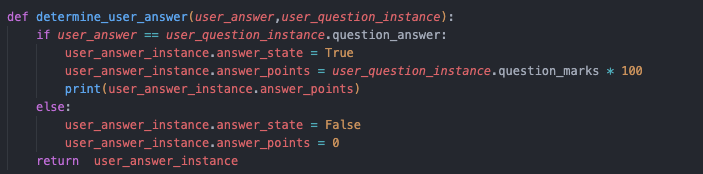 def determine_user_answer(user_answer,user_question_instance):
    if user_answer == user_question_instance.question_answer:
        user_answer_instance.answer_state = True
        user_answer_instance.answer_points = user_question_instance.question_marks * 100
        print(user_answer_instance.answer_points)
    else:
        user_answer_instance.answer_state = False
        user_answer_instance.answer_points = 0
    return  user_answer_instance